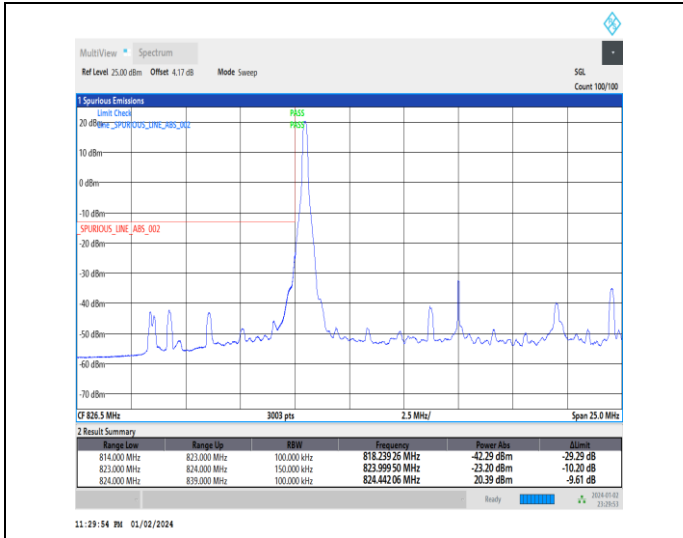 MultiView Spectrum
Ref Level 25.00 dBm Offset 4.17 dB Mode Sweep SGL
Count 100/100
1 Spurious Emissions
Limit Check PASS
20 dBm Line _SPURIOUS_LINE_ABS_002 PASS
10 dBm
0 dBm
-10 dBm
_SPURIOUS_LINE_ABS_002
-20 dBm
-30 dBm
-40 dBm
-50 dBm
-60 dBm
-70 dBm
CF 826.5 MHz 3003 pts 2.5 MHz/ Span 25.0 MHz
2 Result Summary
Range Low Range Up RBW Frequency Power Abs ΔLimit
814.000 MHz 823.000 MHz 100.000 kHz 818.239 26 MHz -42.29 dBm -29.29 dB
823.000 MHz 824.000 MHz 150.000 kHz 823.999 50 MHz -23.20 dBm -10.20 dB
824.000 MHz 839.000 MHz 100.000 kHz 824.442 06 MHz 20.39 dBm -9.61 dB
Ready 2024-01-02
23:29:53
11:29:54 PM 01/02/2024